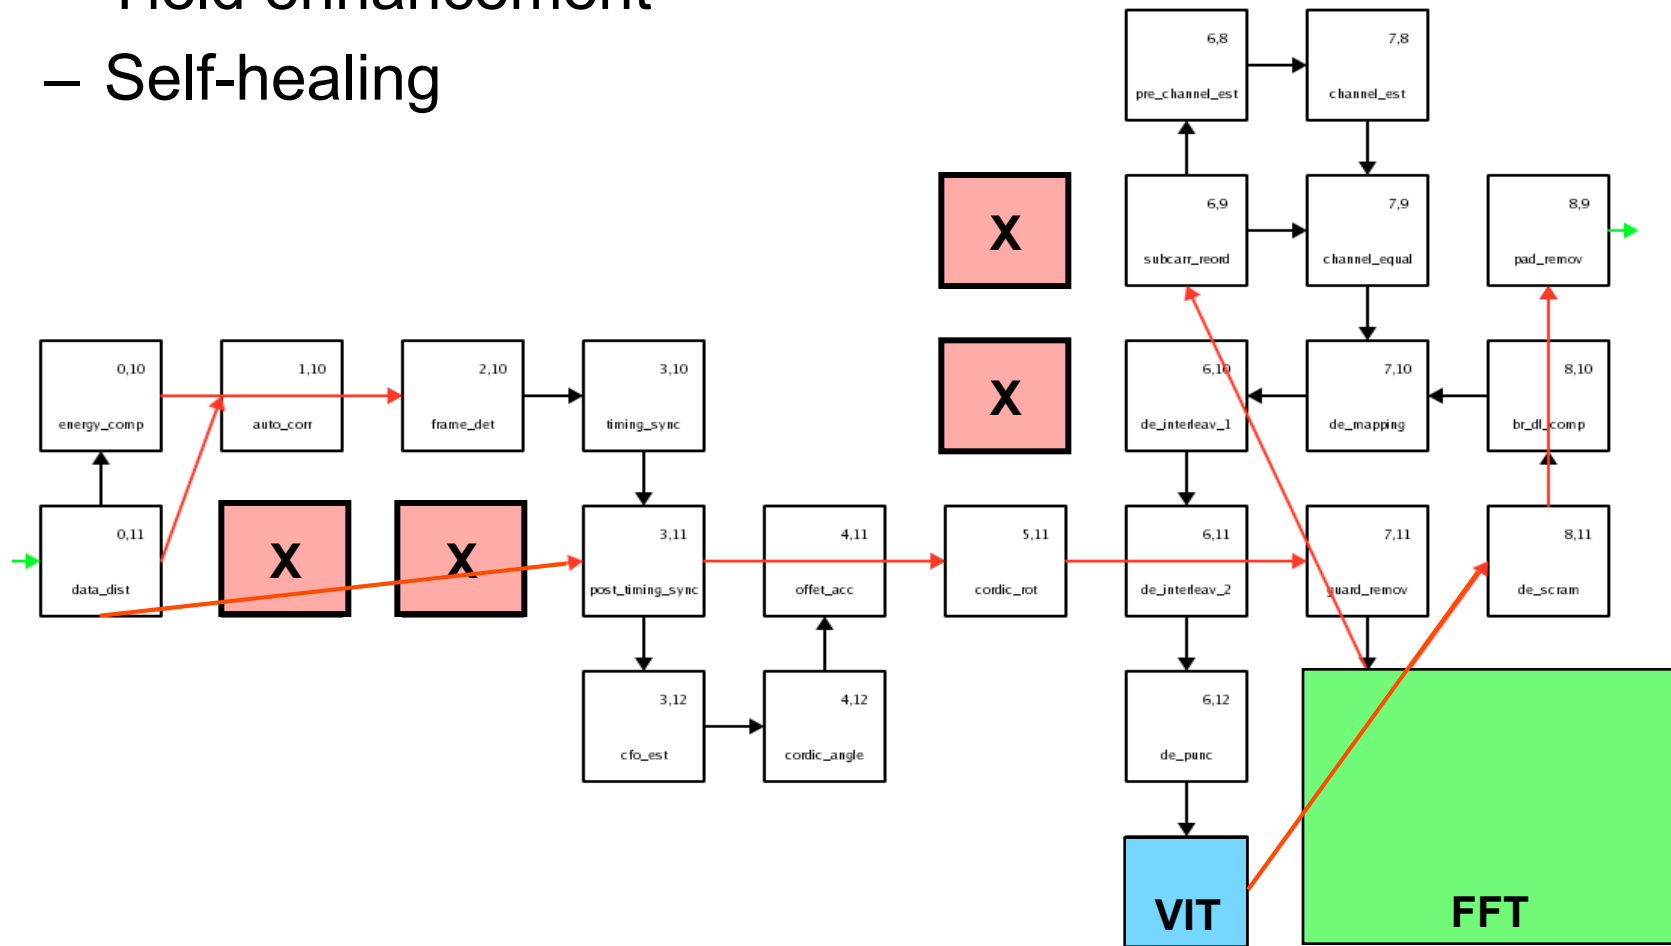 Yield enhancement
– Self-healing
6,8
pre_channel_est
7,8
channel_est
X
6,9
subcarr_reord
7,9
channel_equal
8,9
pad_remov
0,10
energy_comp
1,10
auto_corr
2,10
frame_det
3,10
timing_sync
X
6,10
de_interleav_1
7,10
de_mapping
8,10
br_dl_comp
0,11
data_dist
X
X
3,11
post_timing_sync
4,11
offet_acc
5,11
cordic_rot
6,11
de_interleav_2
7,11
guard_remov
8,11
de_scram
3,12
cfo_est
4,12
cordic_angle
6,12
de_punc
VIT
FFT